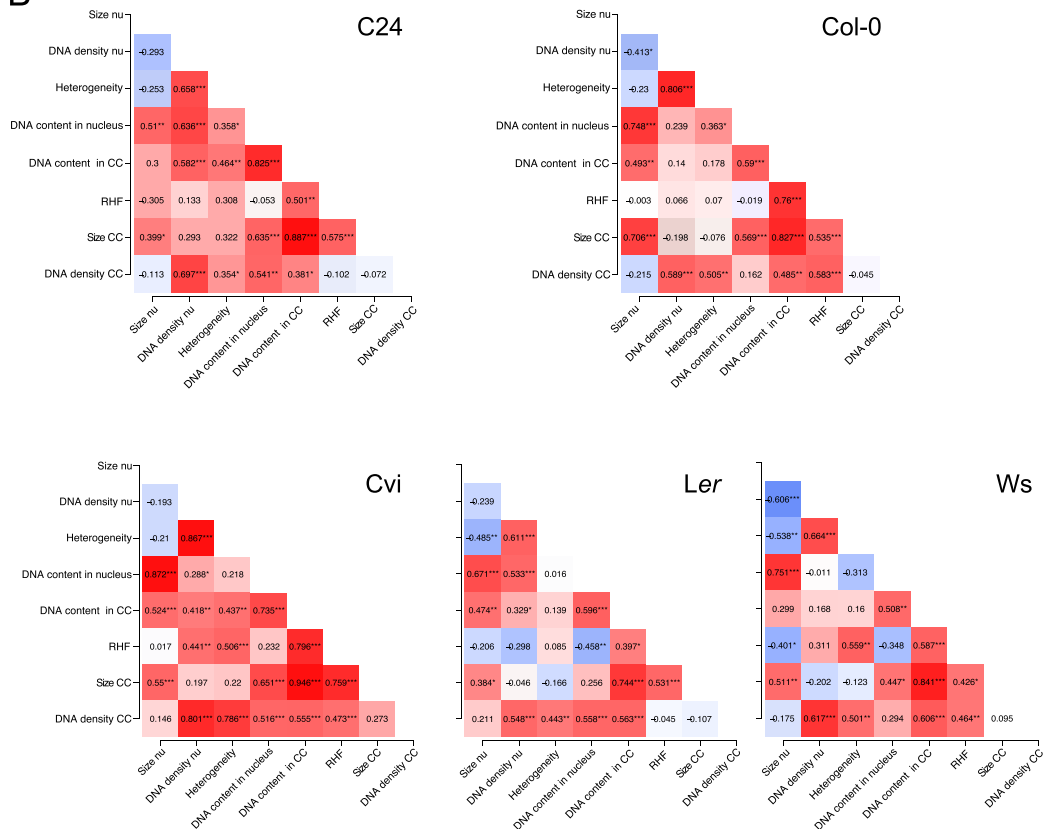 B
C24
Size nu
DNA density nu
-0.293
Heterogeneity
-0.253 0.658***
DNA content in nucleus
0.51** 0.636*** 0.358*
DNA content in CC
0.3 0.582*** 0.464** 0.825***
RHF
-0.305 0.133 0.308 -0.053 0.501**
Size CC
0.399* 0.293 0.322 0.635*** 0.887*** 0.575***
DNA density CC
-0.113 0.697*** 0.354* 0.541** 0.381* -0.102 -0.072
Size nu
DNA density nu
Heterogeneity
DNA content in nucleus
DNA content in CC
RHF
Size CC
DNA density CC
Col-0
Size nu
DNA density nu
-0.413*
Heterogeneity
-0.23 0.806***
DNA content in nucleus
0.748*** 0.239 0.363*
DNA content in CC
0.493** 0.14 0.178 0.59***
RHF
-0.003 0.066 0.07 -0.019 0.76***
Size CC
0.706*** -0.198 -0.076 0.569*** 0.827*** 0.535***
DNA density CC
-0.215 0.589*** 0.505** 0.162 0.485** 0.583*** -0.045
Size nu
DNA density nu
Heterogeneity
DNA content in nucleus
DNA content in CC
RHF
Size CC
DNA density CC
Cvi
Size nu
DNA density nu
-0.193
Heterogeneity
-0.21 0.867***
DNA content in nucleus
0.872*** 0.288* 0.218
DNA content in CC
0.524*** 0.418** 0.437** 0.735***
RHF
0.017 0.441** 0.506*** 0.232 0.796***
Size CC
0.55*** 0.197 0.22 0.651*** 0.946*** 0.759***
DNA density CC
0.146 0.801*** 0.786*** 0.516*** 0.555*** 0.473*** 0.273
Size nu
DNA density nu
Heterogeneity
DNA content in nucleus
DNA content in CC
RHF
Size CC
DNA density CC
Ler
-0.239
-0.485** 0.611***
0.671*** 0.533*** 0.016
0.474** 0.329* 0.139 0.596***
-0.206 -0.298 0.085 -0.458** 0.397*
0.384* -0.046 -0.166 0.256 0.744*** 0.531***
0.211 0.548*** 0.443** 0.558*** 0.563*** -0.045 -0.107
Size nu
DNA density nu
Heterogeneity
DNA content in nucleus
DNA content in CC
RHF
Size CC
DNA density CC
Ws
-0.606***
-0.538** 0.664***
0.751*** -0.011 -0.313
0.299 0.168 0.16 0.508**
-0.401* 0.311 0.559** -0.348 0.587***
0.511** -0.202 -0.123 0.447* 0.841*** 0.426*
-0.175 0.617*** 0.501** 0.294 0.606*** 0.464** 0.095
Size nu
DNA density nu
Heterogeneity
DNA content in nucleus
DNA content in CC
RHF
Size CC
DNA density CC